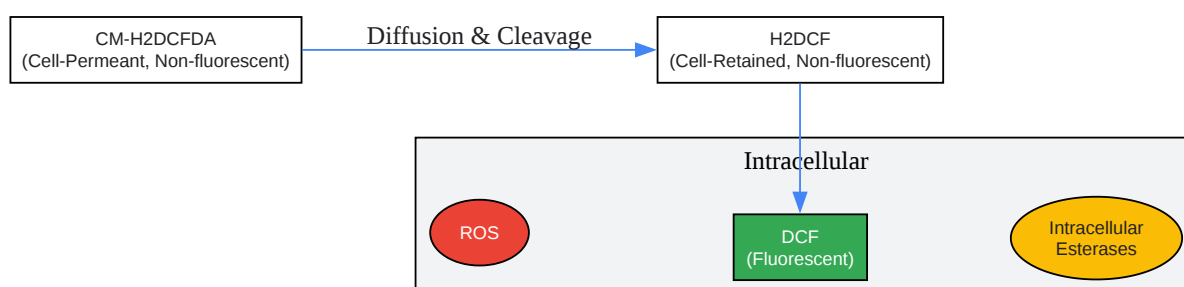 CM-H2DCFDA
(Cell-Permeant, Non-fluorescent)
Diffusion & Cleavage
H2DCF
(Cell-Retained, Non-fluorescent)
Intracellular
ROS
DCF
(Fluorescent)
Intracellular
Esterases